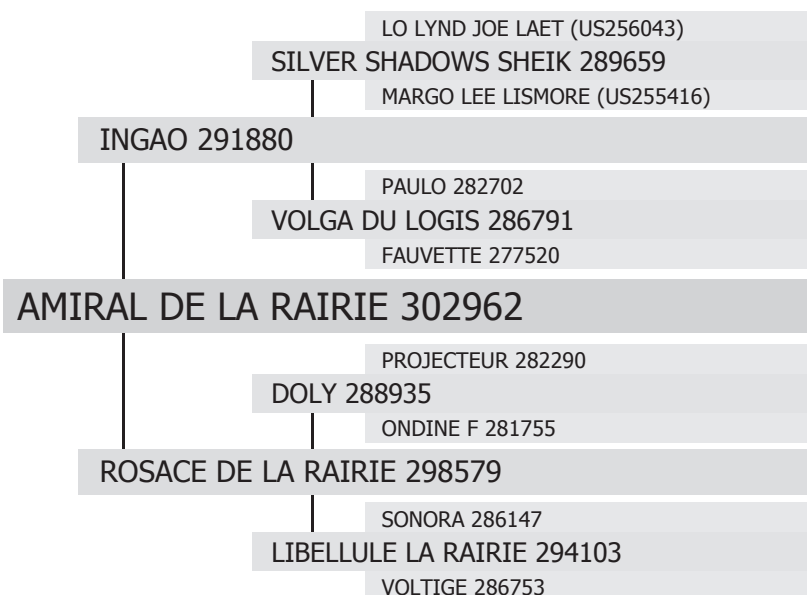 LO LYND JOE LAET (US256043)
SILVER SHADOWS SHEIK 289659
MARGO LEE LISMORE (US255416)
INGAO 291880
PAULO 282702
VOLGA DU LOGIS 286791
FAUVETTE 277520
AMIRAL DE LA RAIRIE 302962
PROJECTEUR 282290
DOLY 288935
ONDINE F 281755
ROSACE DE LA RAIRIE 298579
SONORA 286147
LIBELLULE LA RAIRIE 294103
VOLTIGE 286753